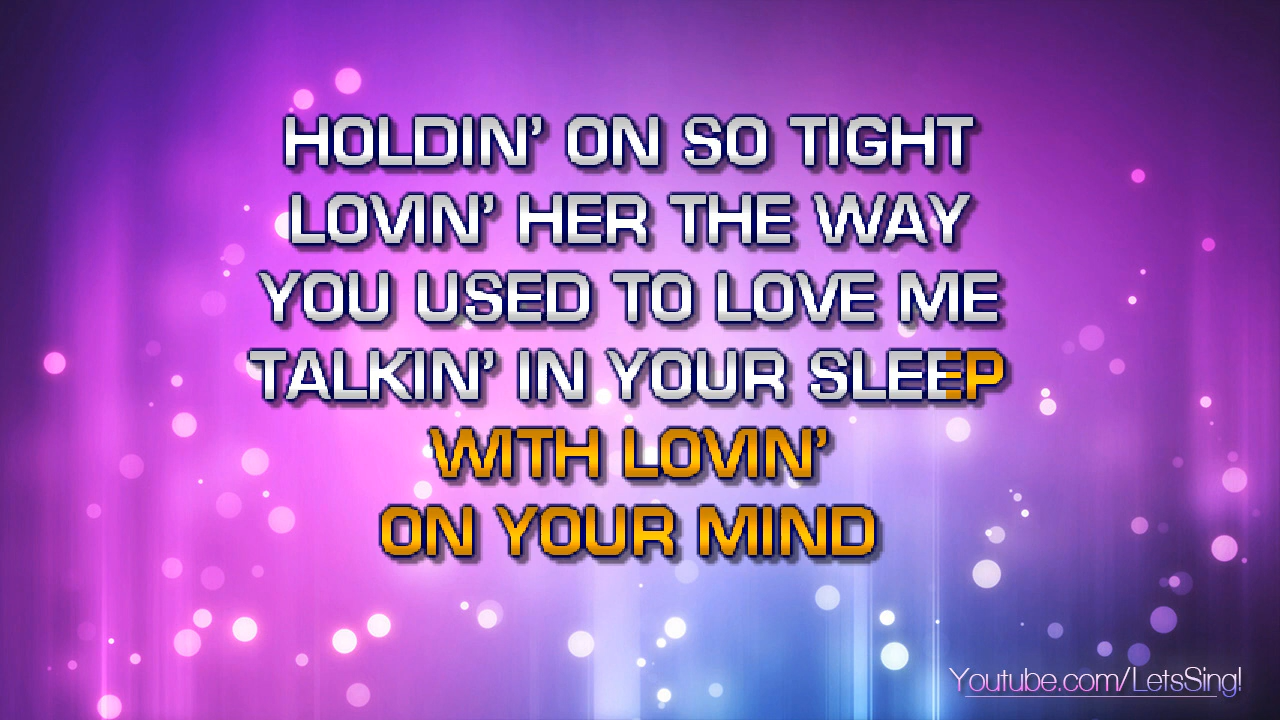 HOLDIN' ON SO TIGHT
LOVIN' HER THE WAY
YOU USED TO LOVE ME
TALKIN' IN YOUR SLEEP
WITH LOVIN'
ON YOUR MIND
Youtube.com/LetsSing!